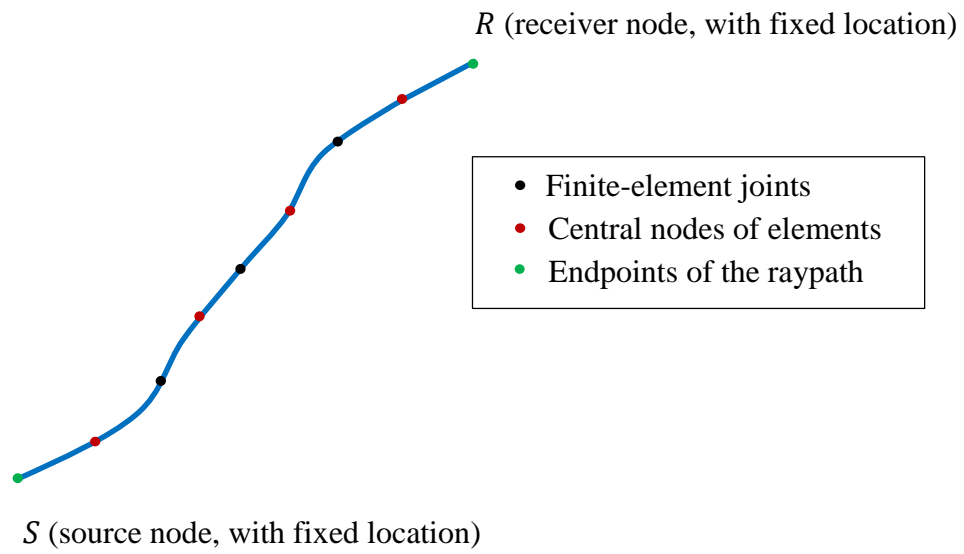 R (receiver node, with fixed location)
Finite-element joints
Central nodes of elements
Endpoints of the raypath
S (source node, with fixed location)